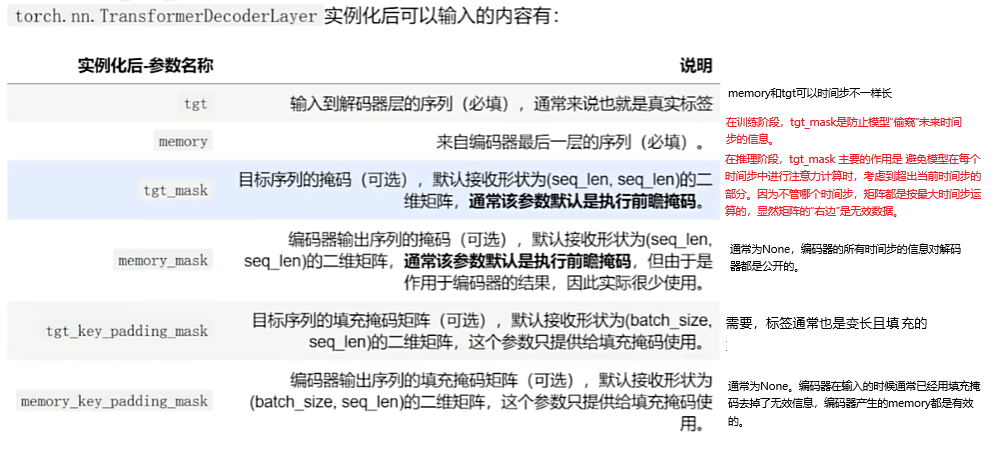 torch.nn.TransformerDecoderLayer 实例化后可以输入的内容有：
实例化后-参数名称 说明
tgt 输入到解码器层的序列（必填），通常来说也就是真实标签
memory和tgt可以时间步不一样长
memory 来自编码器最后一层的序列（必填）。
在训练阶段，tgt_mask是防止模型"偷窥"未来时间
步的信息。
tgt_mask 目标序列的掩码（可选），默认接收形状为(seq_len, seq_len)的二
维矩阵，通常该参数默认是执行前瞻掩码。
在推理阶段，tgt_mask 主要的作用是 避免模型在每个
时间步中进行注意力计算时，考虑到超出当前时间步的
部分。因为不管哪个时间步，矩阵都是按最大时间步运
算的，显然矩阵的"右边"是无效数据。
memory_mask 编码器输出序列的掩码（可选），默认接收形状为(seq_len,
seq_len)的二维矩阵，通常该参数默认是执行前瞻掩码，但由于是
作用于编码器的结果，因此实际很少使用。
通常为None，编码器的所有时间步的信息对解码
器都是公开的。
tgt_key_padding_mask 目标序列的填充掩码矩阵（可选），默认接收形状为(batch_size,
seq_len)的二维矩阵，这个参数只提供给填充掩码使用。
需要，标签通常也是变长且填充的
memory_key_padding_mask 编码器输出序列的填充掩码矩阵（可选），默认接收形状为
(batch_size, seq_len)的二维矩阵，这个参数只提供给填充掩码使
用。
通常为None。编码器在输入的时候通常已经用填充掩
码去掉了无效信息，编码器产生的memory都是有效
的。